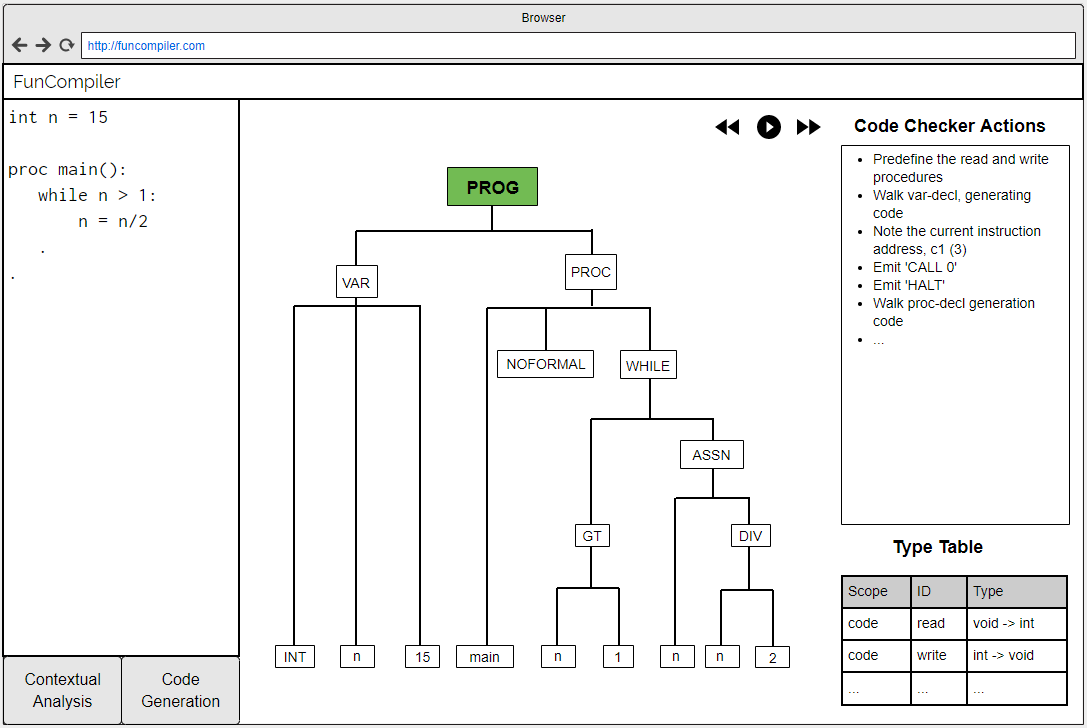 Browser
http://funcompiler.com
FunCompiler
int n = 15
proc main():
while n > 1:
n = n/2
.
.
PROG
VAR
PROC
NOFORMAL
WHILE
ASSN
GT
DIV
INT
n
15
main
n
1
n
n
2
Code Checker Actions
• Predefine the read and write
procedures
• Walk var-decl, generating
code
• Note the current instruction
address, c1 (3)
• Emit 'CALL 0'
• Emit 'HALT'
• Walk proc-decl generation
code
• ...
Type Table
Scope ID Type
code read void -> int
code write int -> void
... ... ...
Contextual
Analysis
Code
Generation